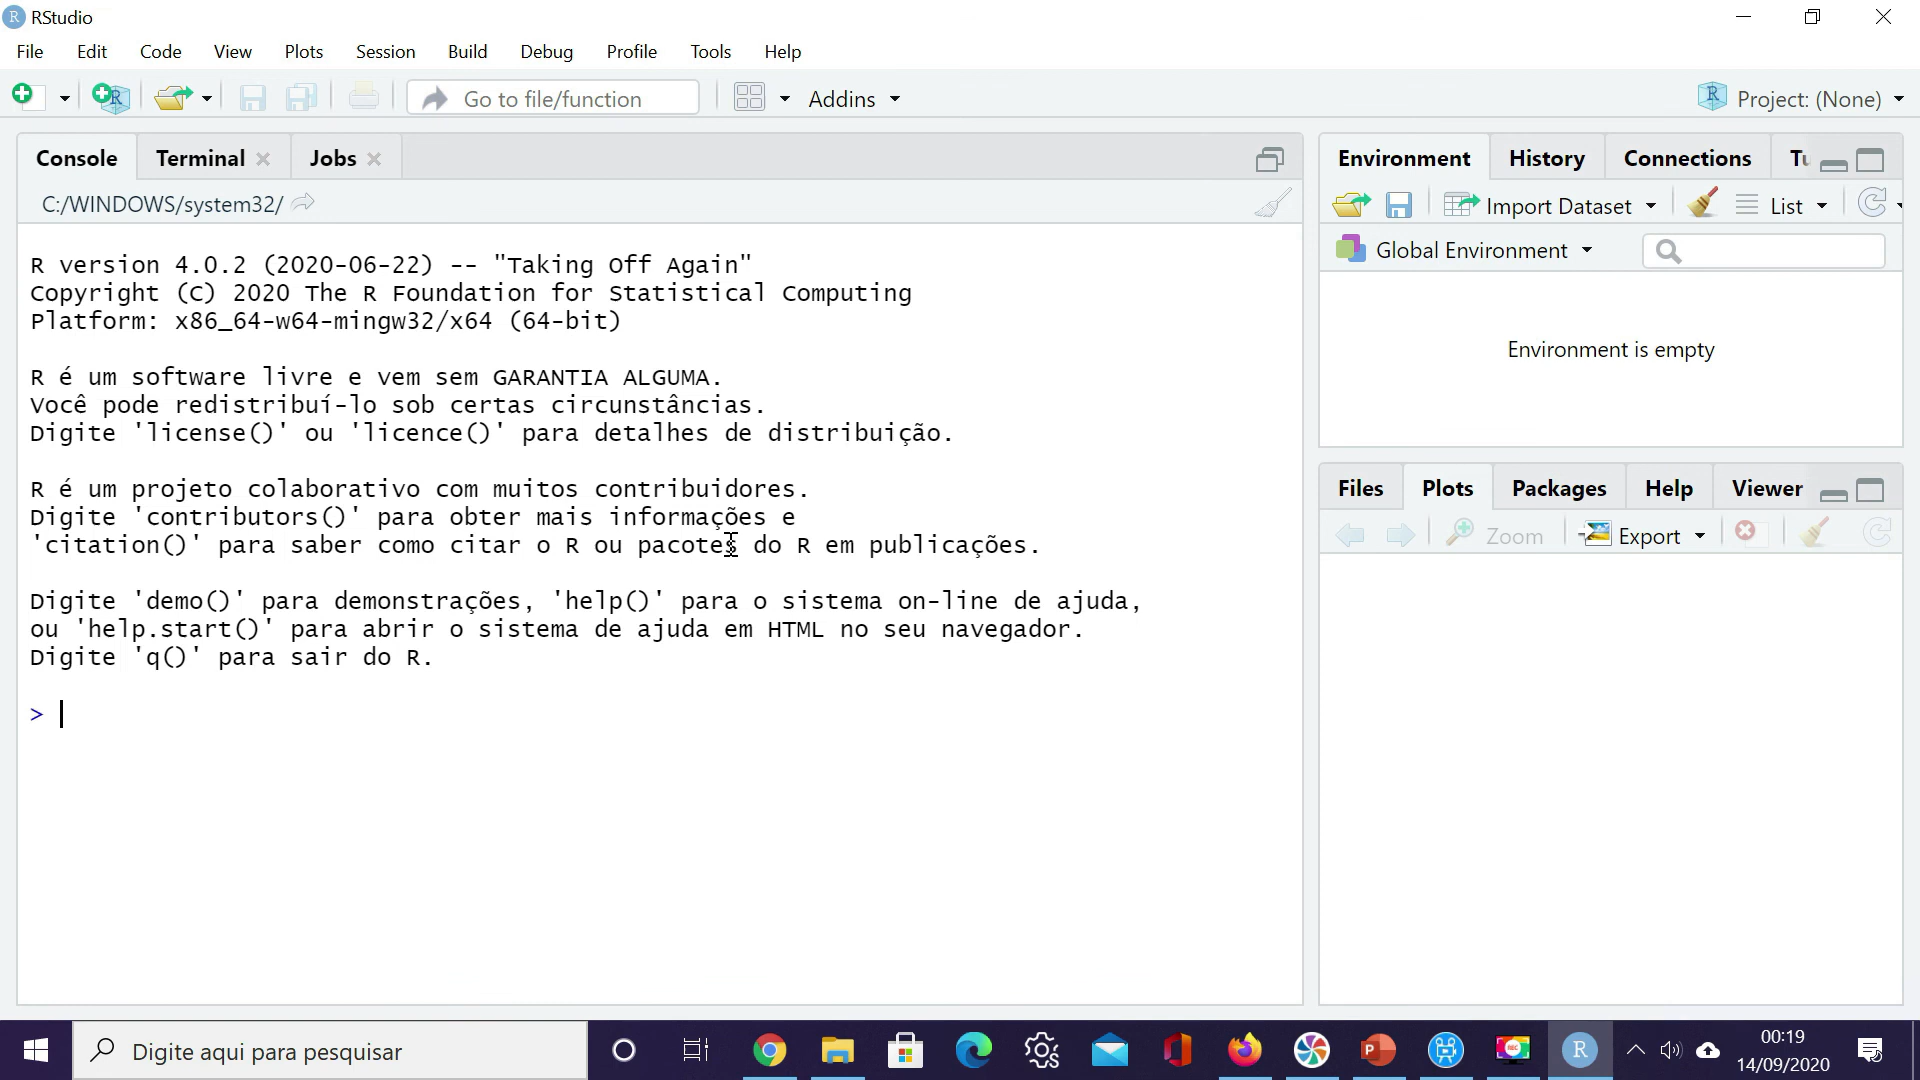 RStudio
File Edit Code View Plots Session Build Debug Profile Tools Help
Go to file/function Addins Project: (None)
Console Terminal Jobs
C:/WINDOWS/system32/
R version 4.0.2 (2020-06-22) -- "Taking Off Again"
Copyright (C) 2020 The R Foundation for Statistical Computing
Platform: x86_64-w64-mingw32/x64 (64-bit)
R é um software livre e vem sem GARANTIA ALGUMA.
Você pode redistribuí-lo sob certas circunstâncias.
Digite 'license()' ou 'licence()' para detalhes de distribuição.
R é um projeto colaborativo com muitos contribuidores.
Digite 'contributors()' para obter mais informações e
'citation()' para saber como citar o R ou pacotes do R em publicações.
Digite 'demo()' para demonstrações, 'help()' para o sistema on-line de ajuda,
ou 'help.start()' para abrir o sistema de ajuda em HTML no seu navegador.
Digite 'q()' para sair do R.
>
Environment History Connections Tu
Import Dataset List
Global Environment
Environment is empty
Files Plots Packages Help Viewer
Zoom Export
Digite aqui para pesquisar
00:19
14/09/2020